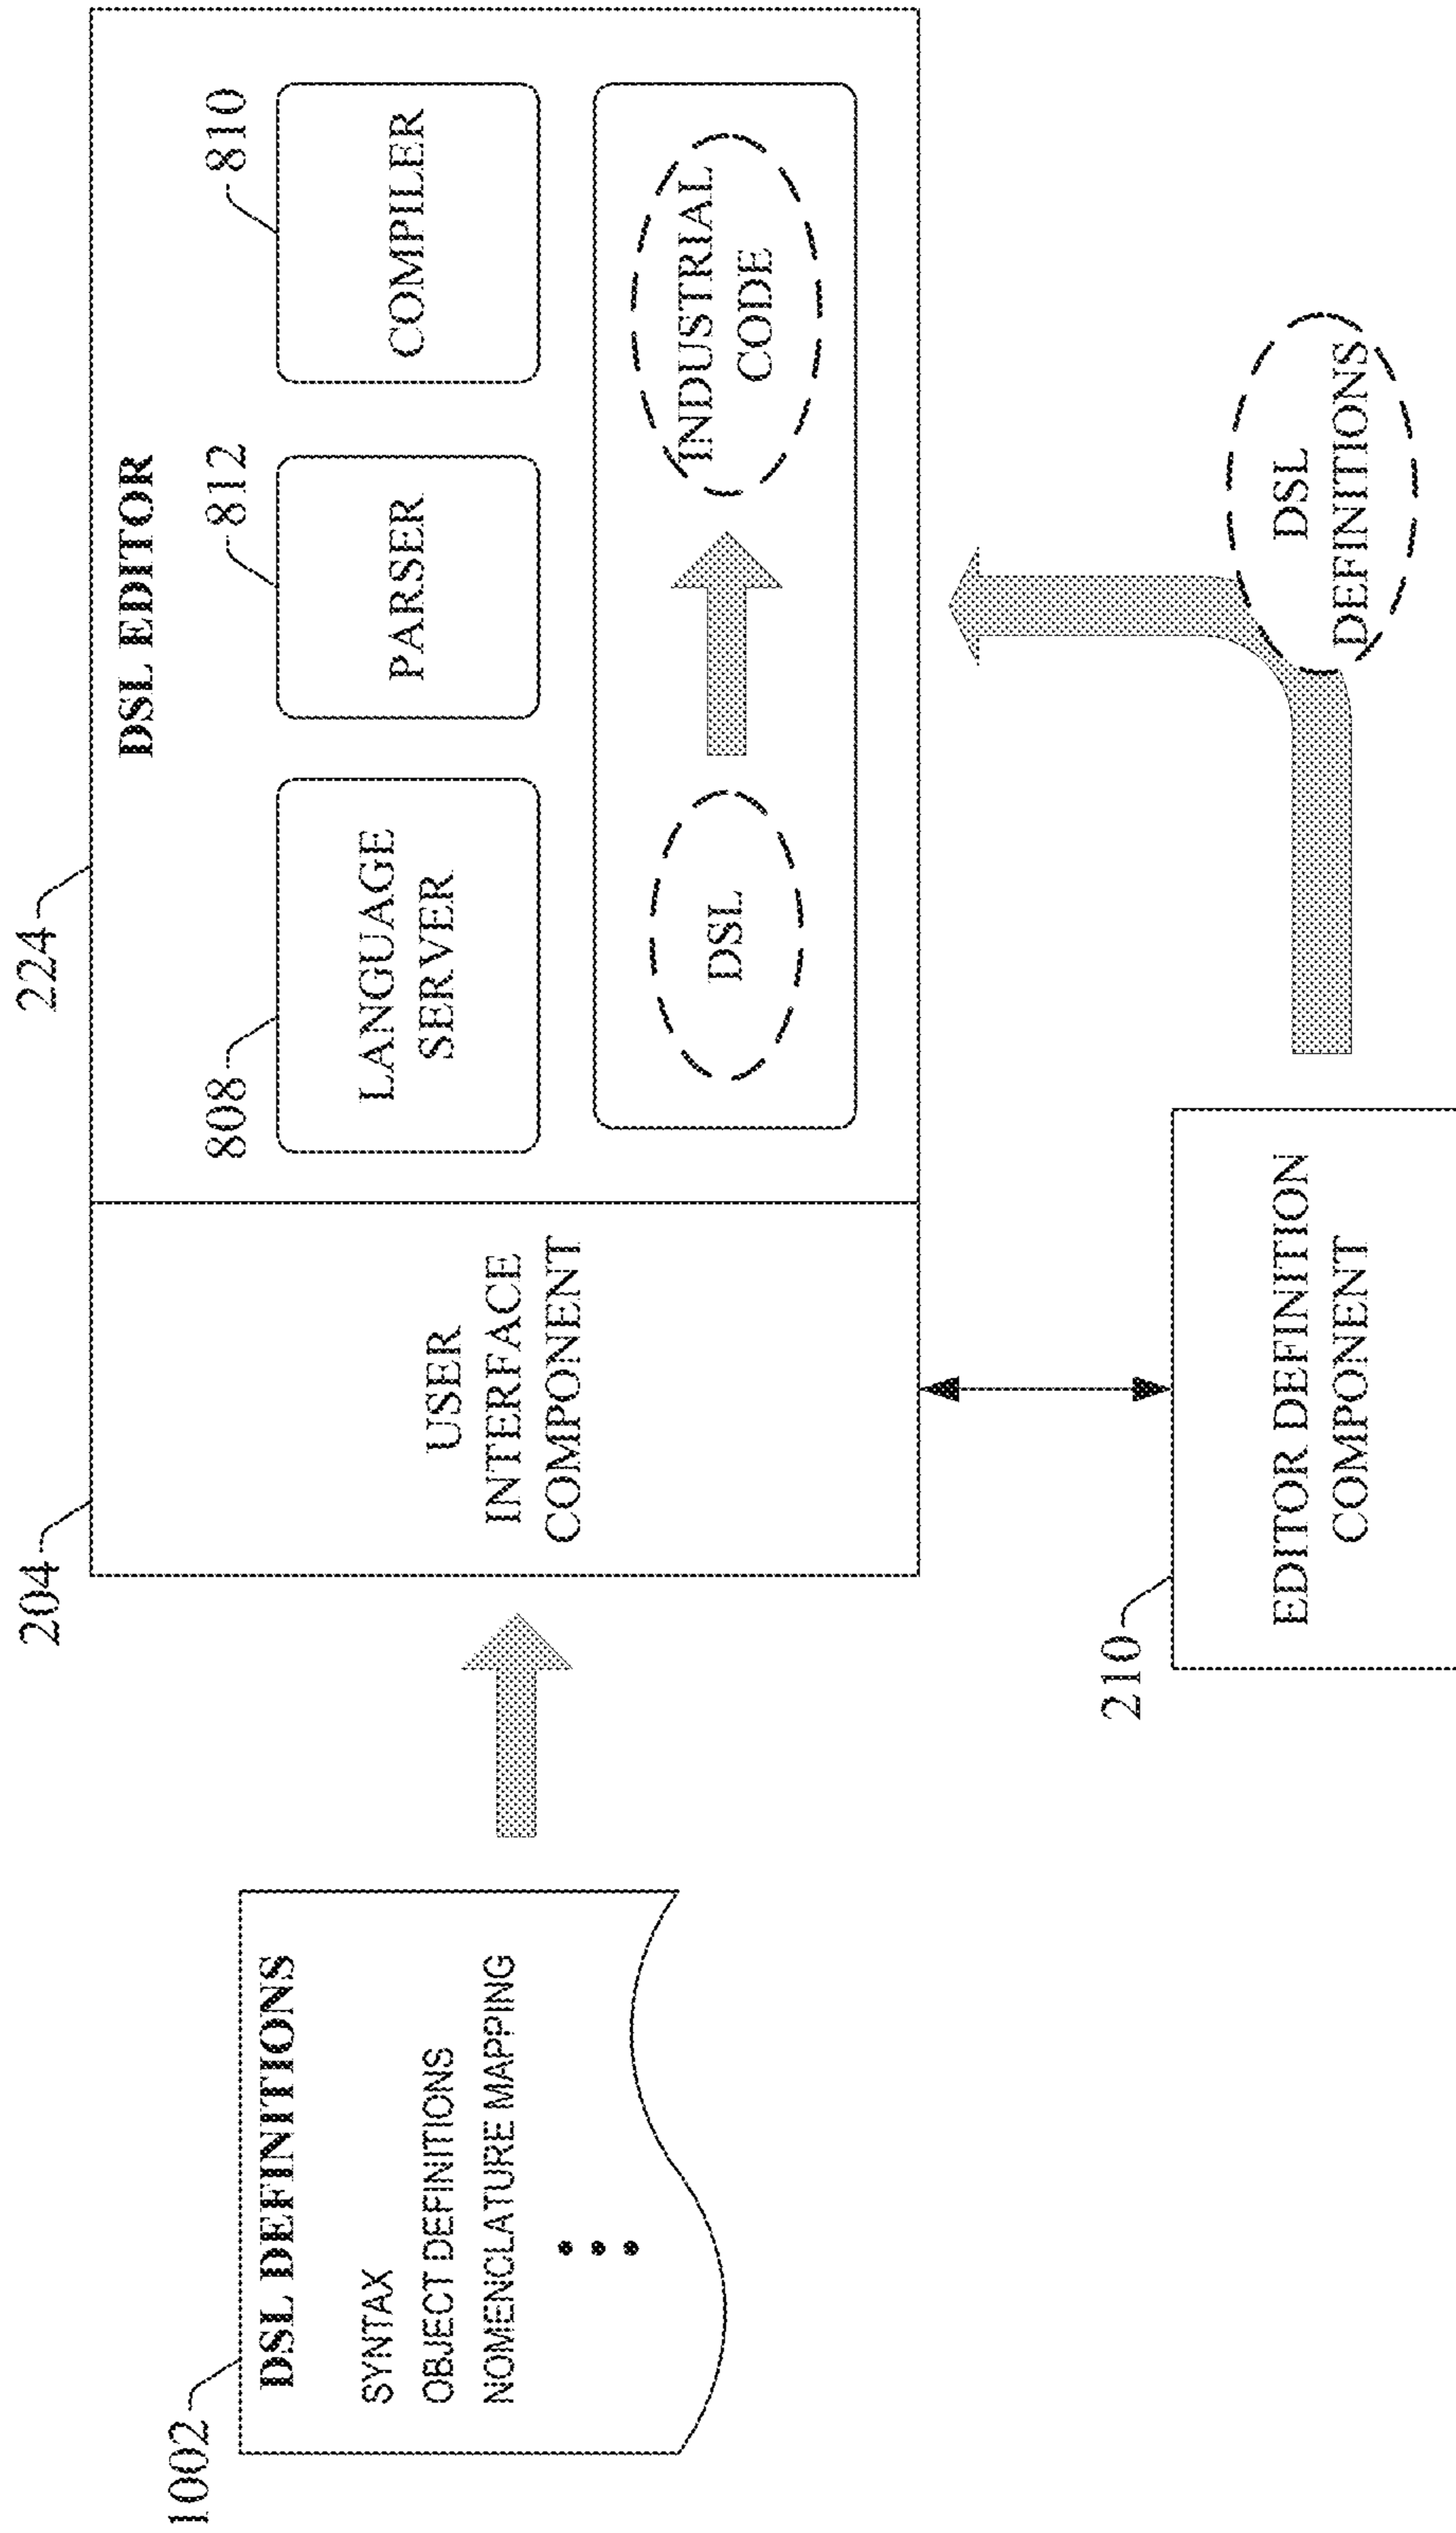 1002
DSL DEFINITIONS
SYNTAX
OBJECT DEFINITIONS
NOMENCLATURE MAPPING
204
USER
INTERFACE
COMPONENT
224
DSL EDITOR
808
LANGUAGE
SERVER
812
PARSER
810
COMPILER
DSL
INDUSTRIAL
CODE
210
EDITOR DEFINITION
COMPONENT
DSL
DEFINITIONS